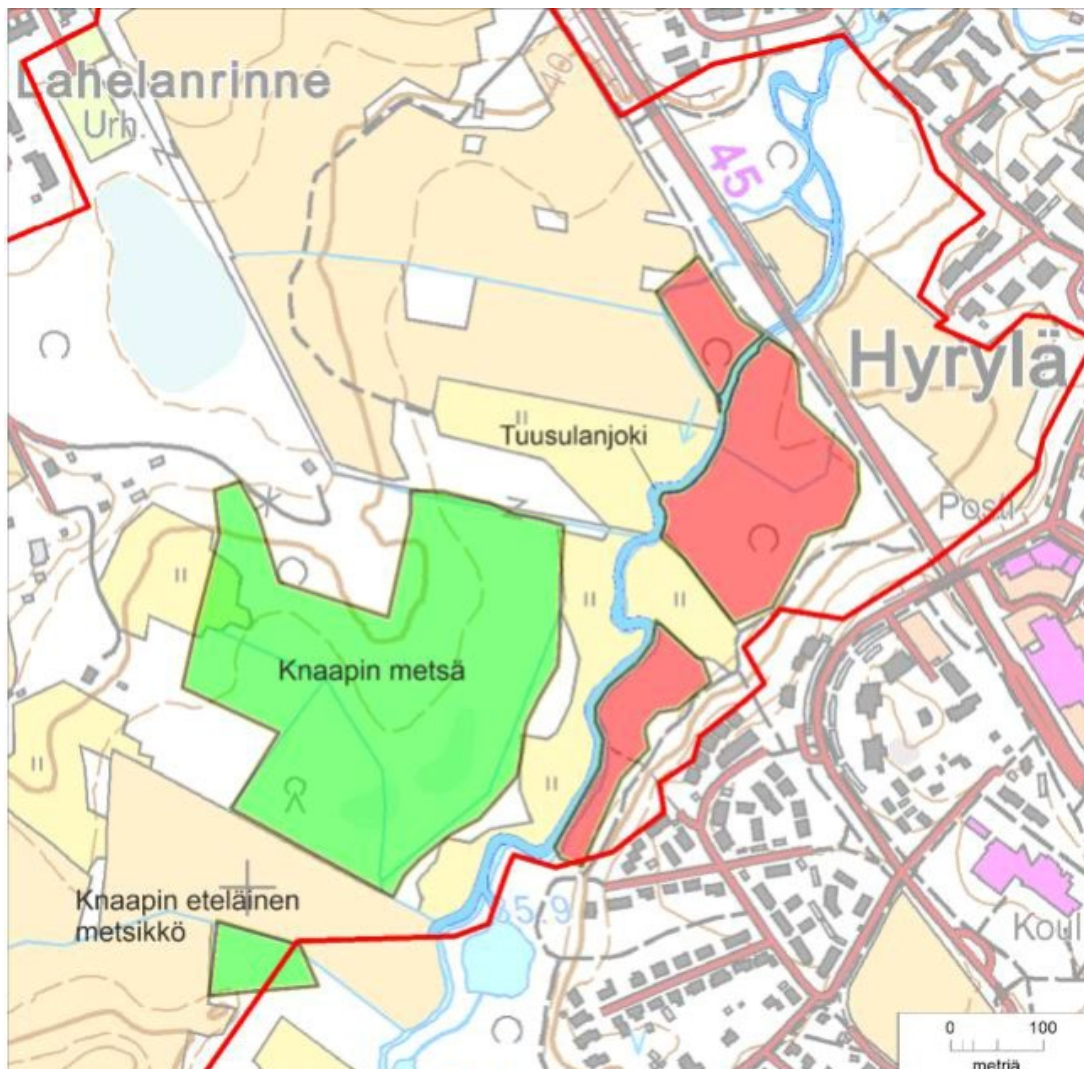 Lahelanrinne
Urh.
40
45
Hyrylä
Tuusulanjoki
Posti
Knaapin metsä
Knaapin eteläinen
metsikkö
35.9
Koul
0 100
metriä